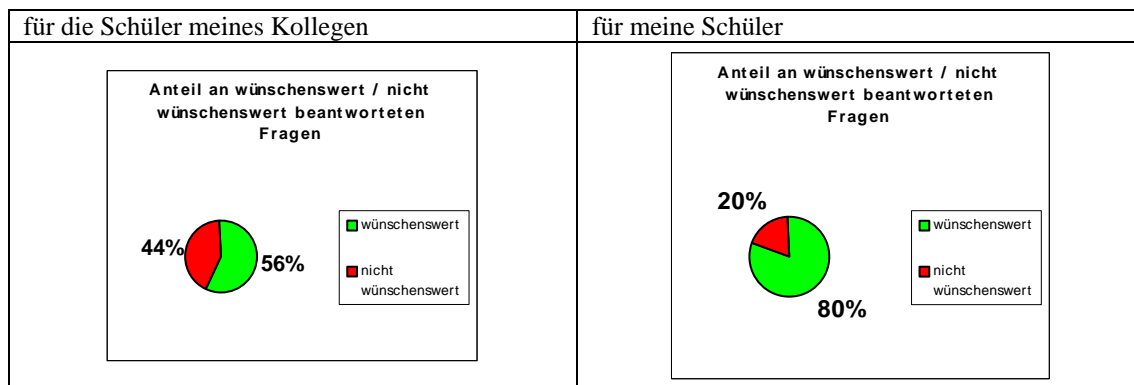 für die Schüler meines Kollegen
Anteil an wünschenswert / nicht
wünschenswert beantworteten
Fragen
44%
56%
wünschenswert
nicht
wünschenswert
für meine Schüler
Anteil an wünschenswert / nicht
wünschenswert beantworteten
Fragen
20%
80%
wünschenswert
nicht
wünschenswert